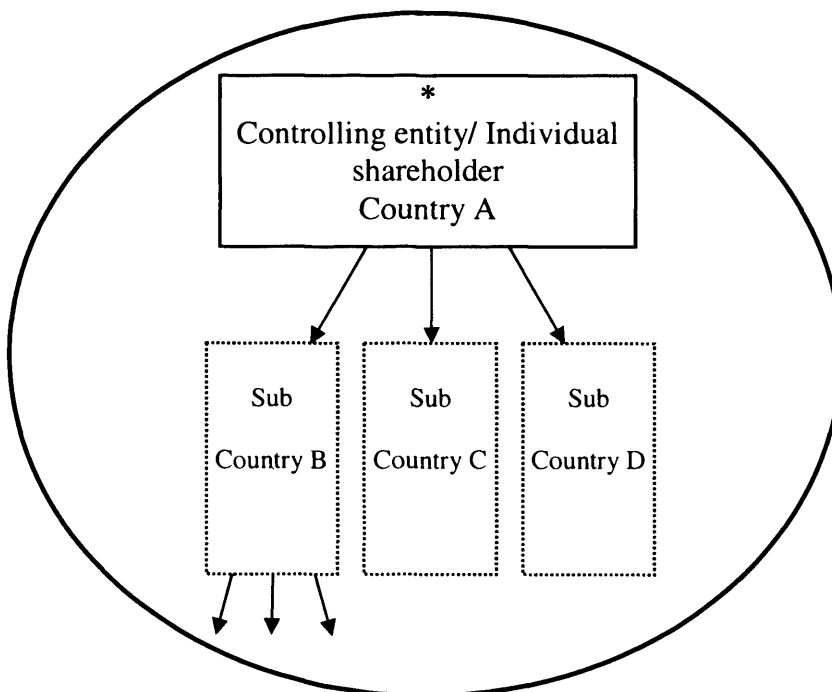 *
Controlling entity/ Individual
shareholder
Country A
Sub
Country B
Sub
Country C
Sub
Country D